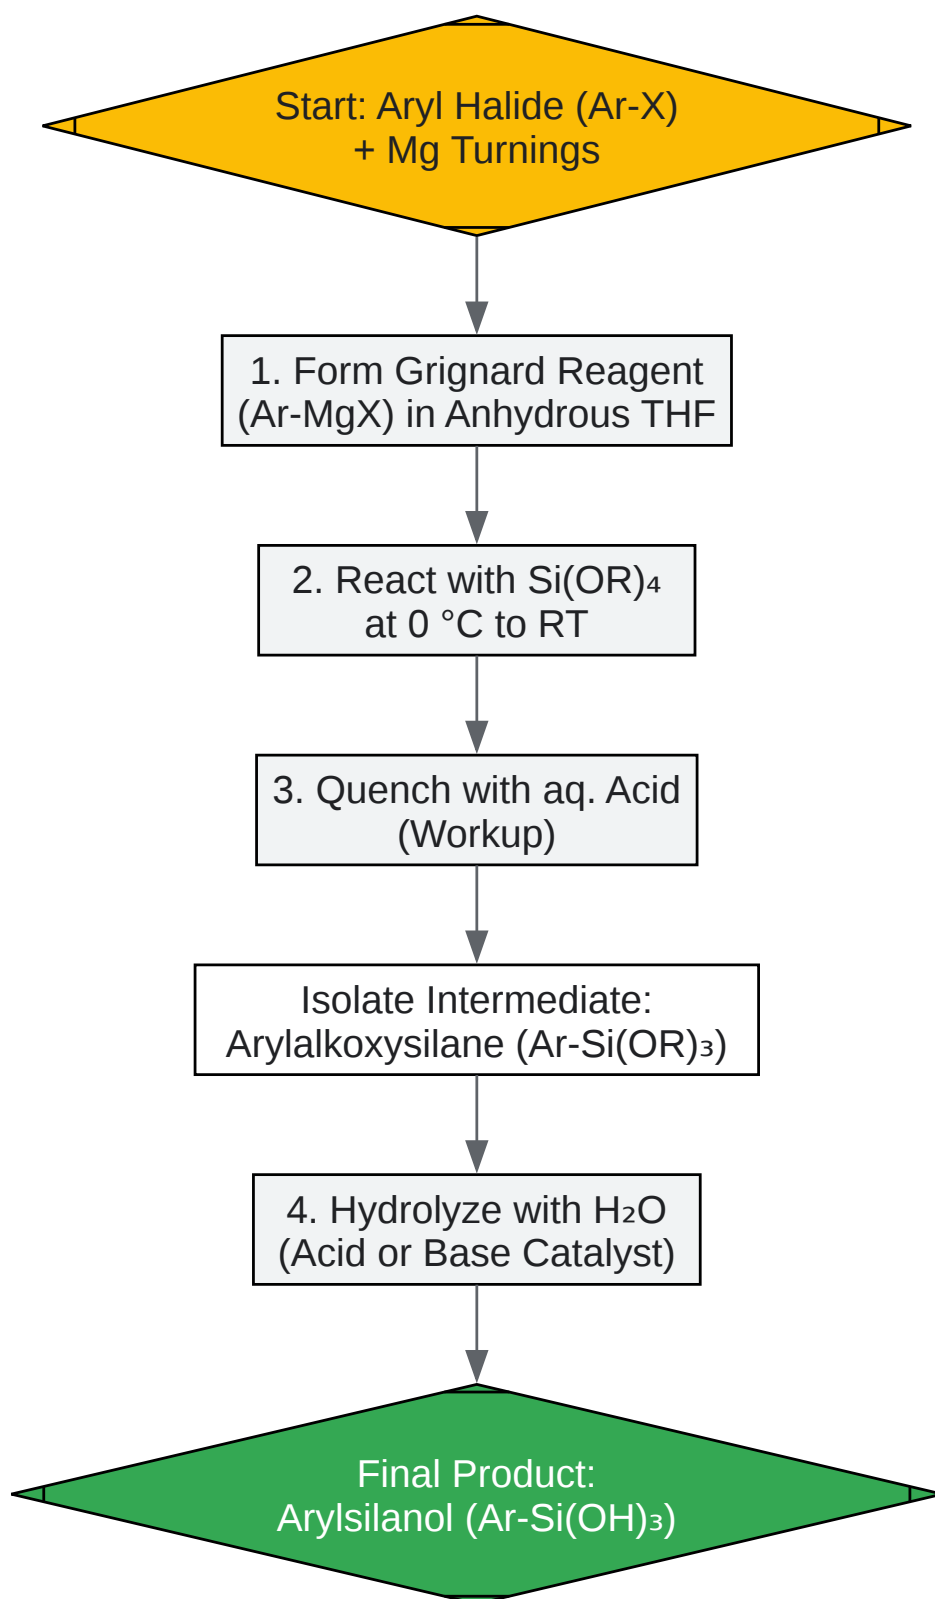 Start: Aryl Halide (Ar-X)
+ Mg Turnings
1. Form Grignard Reagent
(Ar-MgX) in Anhydrous THF
2. React with Si(OR)₄
at 0 °C to RT
3. Quench with aq. Acid
(Workup)
Isolate Intermediate:
Arylalkoxysilane (Ar-Si(OR)₃)
4. Hydrolyze with H₂O
(Acid or Base Catalyst)
Final Product:
Arylsilanol (Ar-Si(OH)₃)